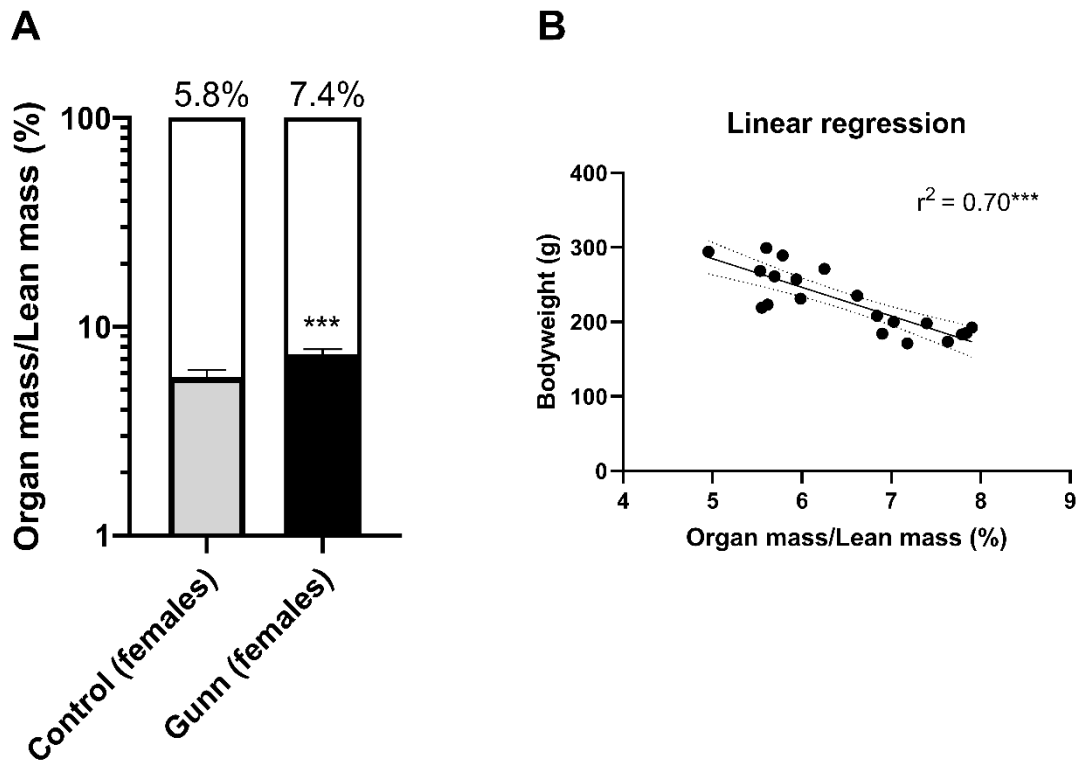 A
5.8% 7.4%
Organ mass/Lean mass (%)
100
10
1
***
Control (females)
Gunn (females)
B
Linear regression
r² = 0.70***
Bodyweight (g)
400
300
200
100
0
4 5 6 7 8 9
Organ mass/Lean mass (%)